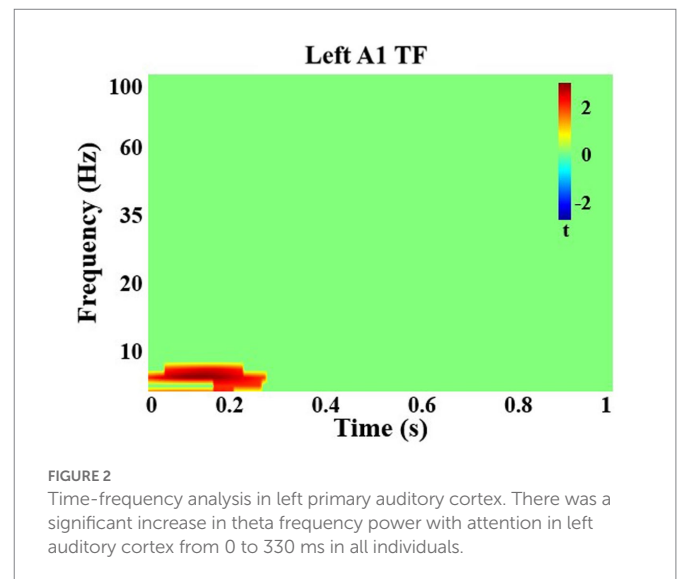 Left A1 TF
100
60
35
20
10
Frequency (Hz)
2
0
-2
t
0 0.2 0.4 0.6 0.8 1
Time (s)
FIGURE 2
Time-frequency analysis in left primary auditory cortex. There was a
significant increase in theta frequency power with attention in left
auditory cortex from 0 to 330 ms in all individuals.